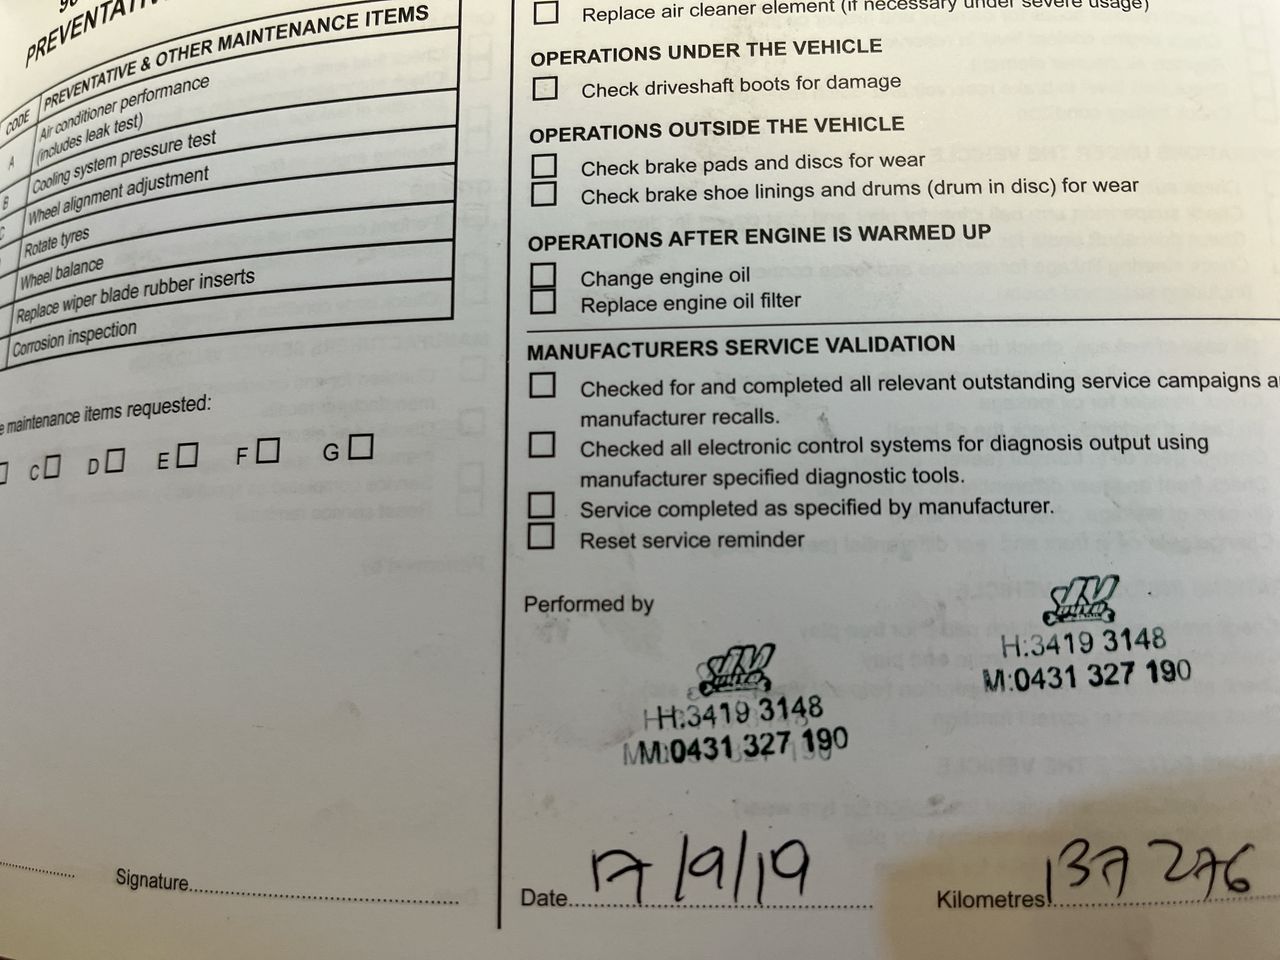 PREVENTATIV
CODE PREVENTATIVE & OTHER MAINTENANCE ITEMS
A Air conditioner performance
(includes leak test)
B Cooling system pressure test
C Wheel alignment adjustment
Rotate tyres
Wheel balance
Replace wiper blade rubber inserts
Corrosion inspection
maintenance items requested:
C D E F G
Signature
Replace air cleaner element (if necessary under severe usage)
OPERATIONS UNDER THE VEHICLE
Check driveshaft boots for damage
OPERATIONS OUTSIDE THE VEHICLE
Check brake pads and discs for wear
Check brake shoe linings and drums (drum in disc) for wear
OPERATIONS AFTER ENGINE IS WARMED UP
Change engine oil
Replace engine oil filter
MANUFACTURERS SERVICE VALIDATION
Checked for and completed all relevant outstanding service campaigns a
manufacturer recalls.
Checked all electronic control systems for diagnosis output using
manufacturer specified diagnostic tools.
Service completed as specified by manufacturer.
Reset service reminder
Performed by
H:3419 3148
M:0431 327 190
H:3419 3148
M:0431 327 190
Date 17/9/19
Kilometres 137 276